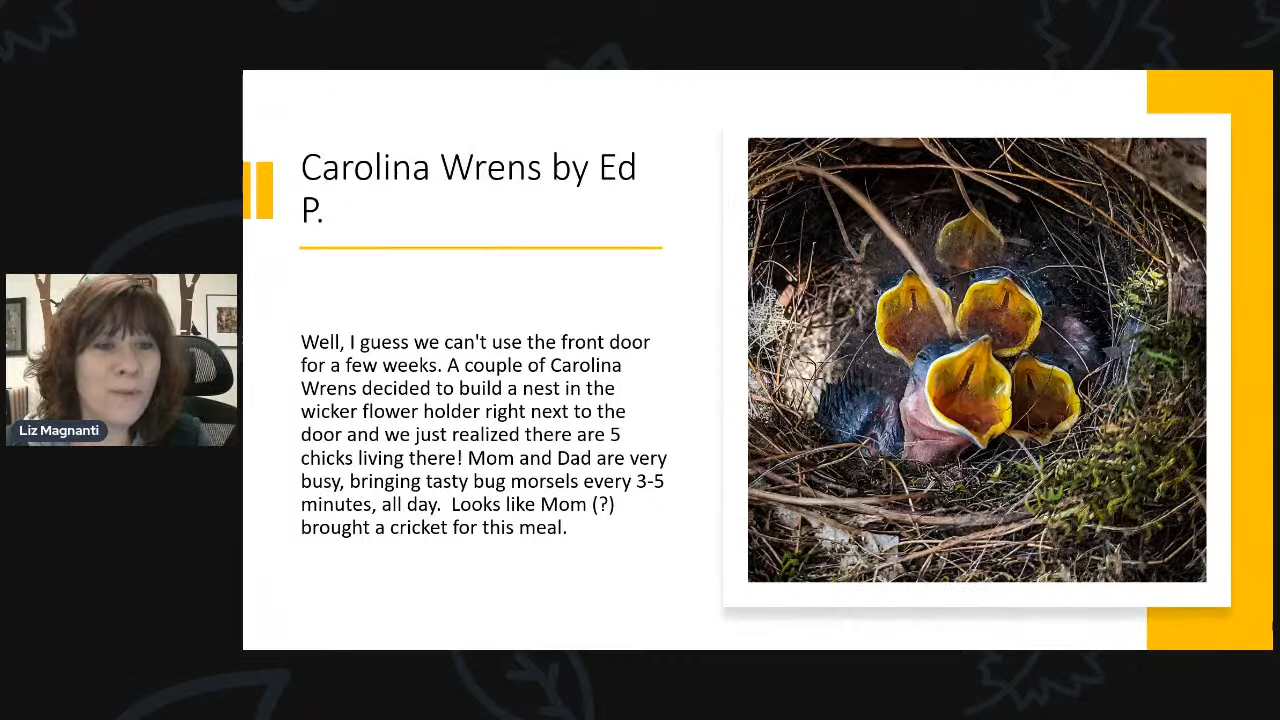 Carolina Wrens by Ed
P.
Well, I guess we can't use the front door
for a few weeks. A couple of Carolina
Wrens decided to build a nest in the
wicker flower holder right next to the
door and we just realized there are 5
chicks living there! Mom and Dad are very
busy, bringing tasty bug morsels every 3-5
minutes, all day.  Looks like Mom (?)
brought a cricket for this meal.
Liz Magnanti